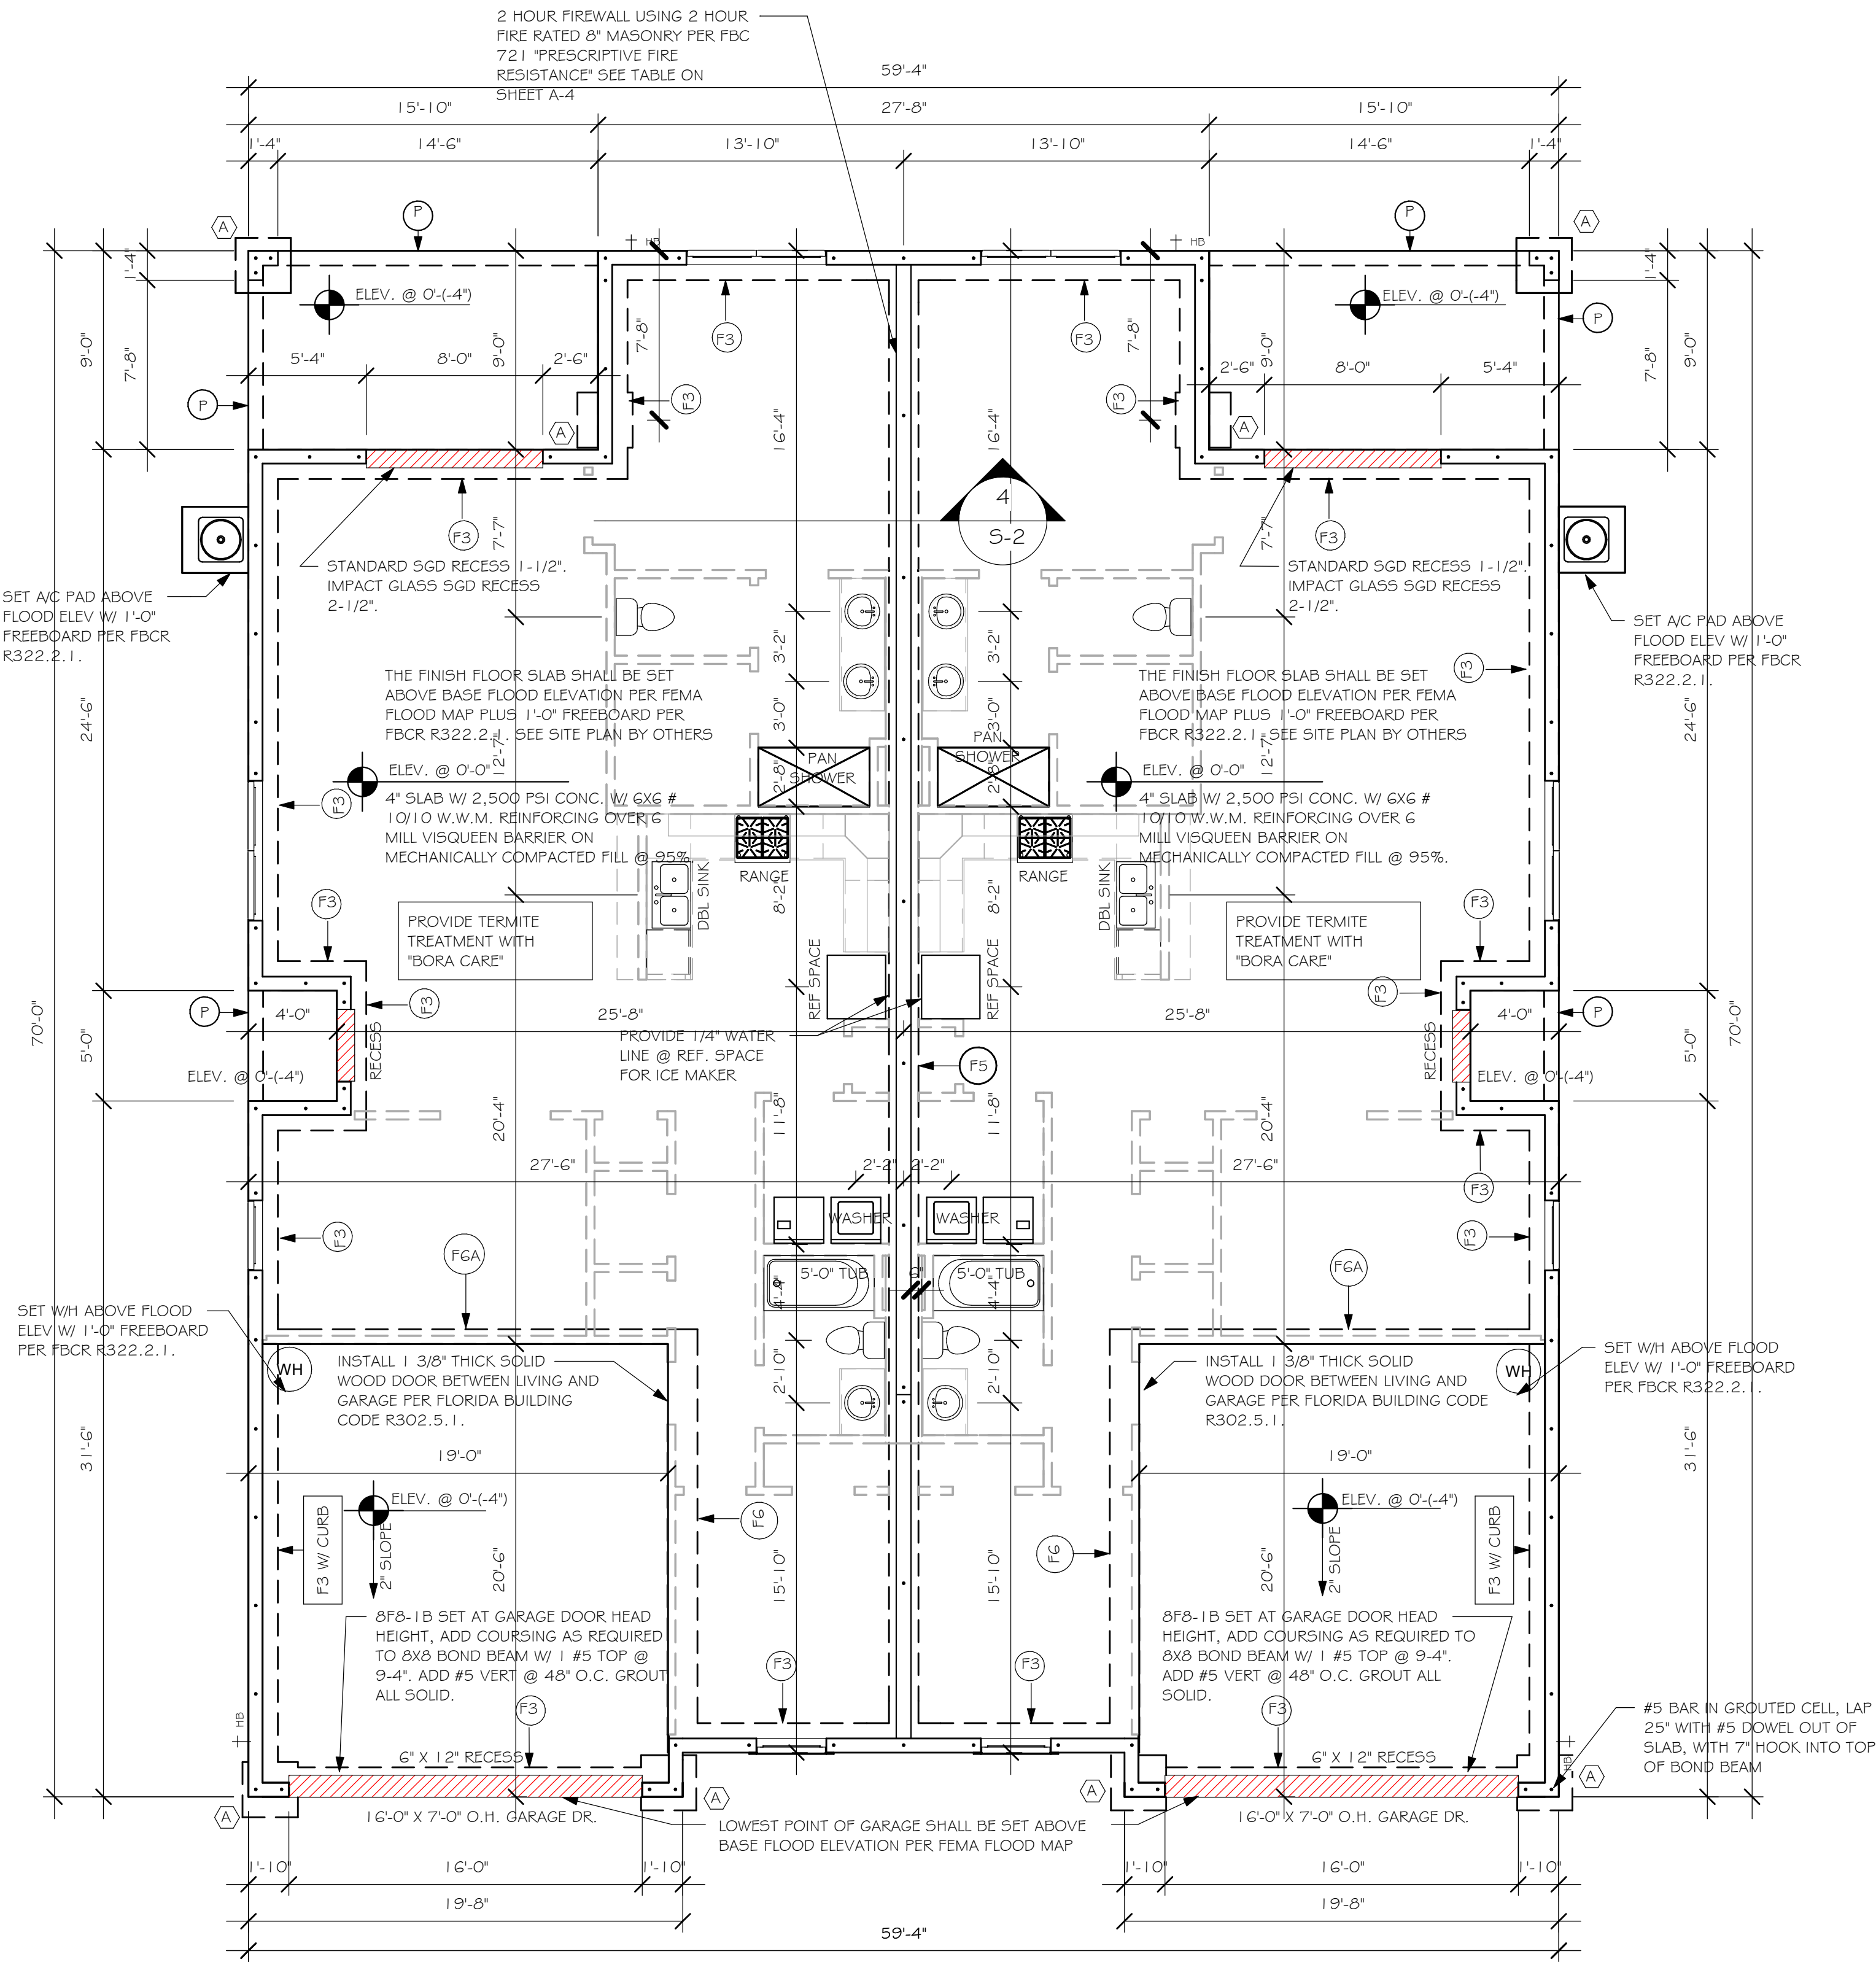 2 HOUR FIREWALL USING 2 HOUR
FIRE RATED 8" MASONRY PER FBC
721 "PRESCRIPTIVE FIRE
RESISTANCE" SEE TABLE ON
SHEET A-4
59'-4"
15'-10"
27'-8"
15'-10"
1'-4"
14'-6"
13'-10"
13'-10"
14'-6"
1'-4"
A
P
HB
HB
P
A
1'-4"
9'-0"
7'-8"
ELEV. @ 0'-(-4")
5'-4"
8'-0"
9'-0"
2'-6"
7'-8"
F3
F3
7'-8"
ELEV. @ 0'-(-4")
2'-6"
9'-0"
8'-0"
5'-4"
P
1'-4"
7'-8"
9'-0"
P
A
F3
16'-4"
16'-4"
F3
A
F3
7'-7"
4
S-2
7'-7"
F3
STANDARD SGD RECESS 1-1/2".
IMPACT GLASS SGD RECESS
2-1/2".
STANDARD SGD RECESS 1-1/2".
IMPACT GLASS SGD RECESS
2-1/2".
SET A/C PAD ABOVE
FLOOD ELEV W/ 1'-0"
FREEBOARD PER FBCR
R322.2.1.
SET A/C PAD ABOVE
FLOOD ELEV W/ 1'-0"
FREEBOARD PER FBCR
R322.2.1.
3'-2"
3'-2"
F3
THE FINISH FLOOR SLAB SHALL BE SET
ABOVE BASE FLOOD ELEVATION PER FEMA
FLOOD MAP PLUS 1'-0" FREEBOARD PER
FBCR R322.2.1. SEE SITE PLAN BY OTHERS
THE FINISH FLOOR SLAB SHALL BE SET
ABOVE BASE FLOOD ELEVATION PER FEMA
FLOOD MAP PLUS 1'-0" FREEBOARD PER
FBCR R322.2.1. SEE SITE PLAN BY OTHERS
24'-6"
24'-6"
3'-0"
3'-0"
12'-7"
12'-7"
PAN
SHOWER
PAN
SHOWER
2'-8"
2'-8"
ELEV. @ 0'-0"
ELEV. @ 0'-0"
F3
4" SLAB W/ 2,500 PSI CONC. W/ 6X6 #
10/10 W.W.M. REINFORCING OVER 6
MILL VISQUEEN BARRIER ON
MECHANICALLY COMPACTED FILL @ 95%.
4" SLAB W/ 2,500 PSI CONC. W/ 6X6 #
10/10 W.W.M. REINFORCING OVER 6
MILL VISQUEEN BARRIER ON
MECHANICALLY COMPACTED FILL @ 95%.
RANGE
RANGE
DBL SINK
DBL SINK
8'-2"
8'-2"
F3
PROVIDE TERMITE
TREATMENT WITH
"BORA CARE"
PROVIDE TERMITE
TREATMENT WITH
"BORA CARE"
F3
REF SPACE
REF SPACE
70'-0"
5'-0"
P
4'-0"
F3
25'-8"
25'-8"
F3
4'-0"
P
5'-0"
70'-0"
PROVIDE 1/4" WATER
LINE @ REF. SPACE
FOR ICE MAKER
RECESS
RECESS
ELEV. @ 0'-(-4")
F5
ELEV. @ 0'-(-4")
20'-4"
11'-8"
11'-8"
20'-4"
27'-6"
2'-2"
2'-2"
27'-6"
F3
F3
WASHER
WASHER
F3
F6A
5'-0" TUB
6"
5'-0" TUB
F6A
4'-4"
4'-4"
SET W/H ABOVE FLOOD
ELEV W/ 1'-0" FREEBOARD
PER FBCR R322.2.1.
SET W/H ABOVE FLOOD
ELEV W/ 1'-0" FREEBOARD
PER FBCR R322.2.1.
WH
WH
INSTALL 1 3/8" THICK SOLID
WOOD DOOR BETWEEN LIVING AND
GARAGE PER FLORIDA BUILDING
CODE R302.5.1.
INSTALL 1 3/8" THICK SOLID
WOOD DOOR BETWEEN LIVING AND
GARAGE PER FLORIDA BUILDING CODE
R302.5.1.
2'-10"
2'-10"
31'-6"
19'-0"
19'-0"
31'-6"
ELEV. @ 0'-(-4")
ELEV. @ 0'-(-4")
F3 W/ CURB
2" SLOPE
20'-6"
F6
15'-10"
15'-10"
F6
20'-6"
2" SLOPE
F3 W/ CURB
8F8-1B SET AT GARAGE DOOR HEAD
HEIGHT, ADD COURSING AS REQUIRED
TO 8X8 BOND BEAM W/ 1 #5 TOP @
9-4". ADD #5 VERT @ 48" O.C. GROUT
ALL SOLID.
8F8-1B SET AT GARAGE DOOR HEAD
HEIGHT, ADD COURSING AS REQUIRED TO
8X8 BOND BEAM W/ 1 #5 TOP @ 9-4".
ADD #5 VERT @ 48" O.C. GROUT ALL
SOLID.
F3
F3
F3
F3
#5 BAR IN GROUTED CELL, LAP
25" WITH #5 DOWEL OUT OF
SLAB, WITH 7" HOOK INTO TOP
OF BOND BEAM
HB
HB
6" X 12" RECESS
6" X 12" RECESS
A
A
A
A
16'-0" X 7'-0" O.H. GARAGE DR.
16'-0" X 7'-0" O.H. GARAGE DR.
LOWEST POINT OF GARAGE SHALL BE SET ABOVE
BASE FLOOD ELEVATION PER FEMA FLOOD MAP
1'-10"
16'-0"
1'-10"
1'-10"
16'-0"
1'-10"
19'-8"
19'-8"
59'-4"